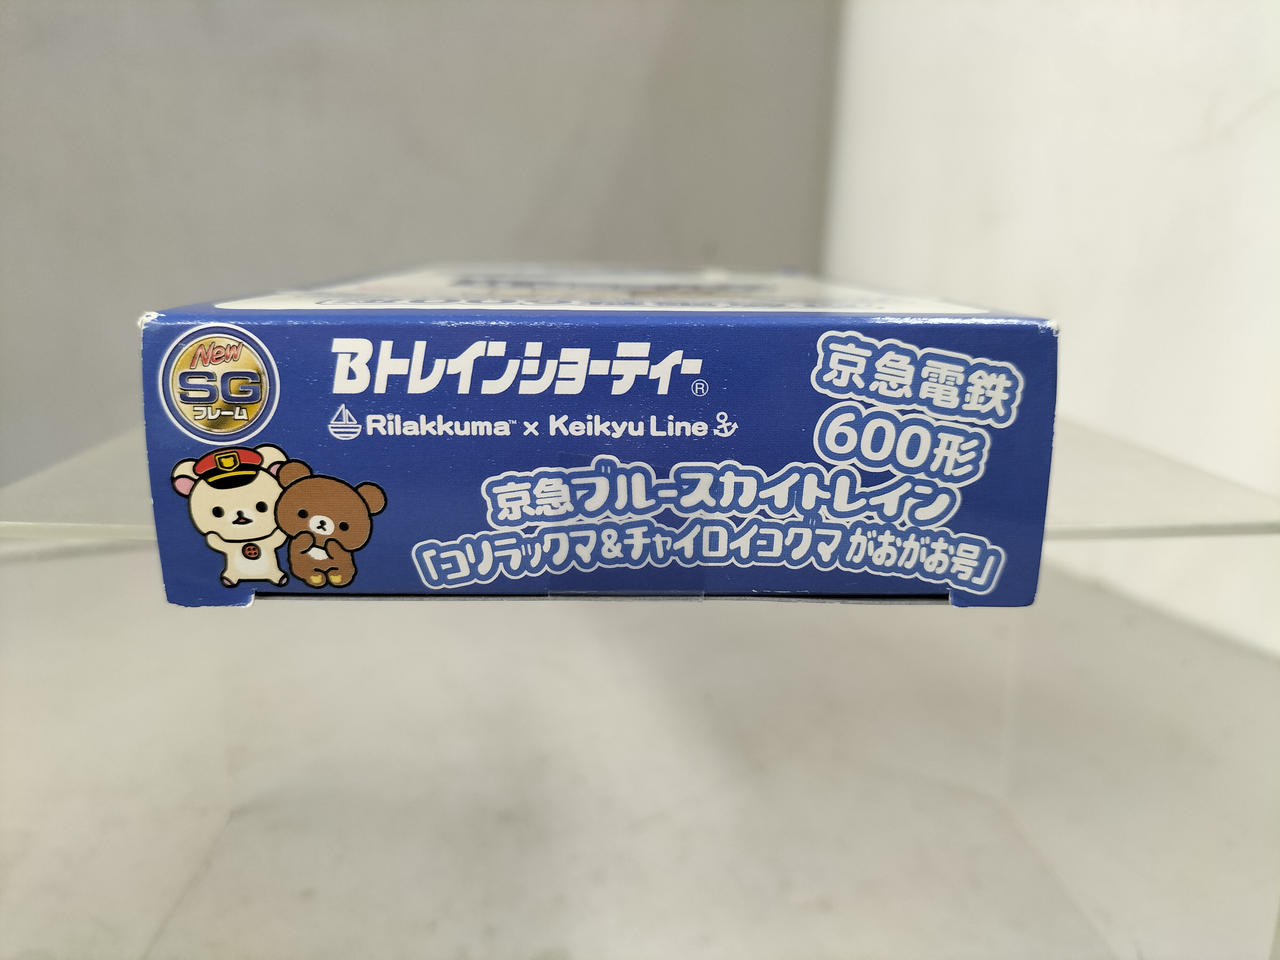 New
SG
フレーム
Bトレインショーティー®
Rilakkuma™ x Keikyu Line
京急電鉄
600形
京急ブルースカイトレイン
「コリラックマ&チャイロイコグマ がおがお号」